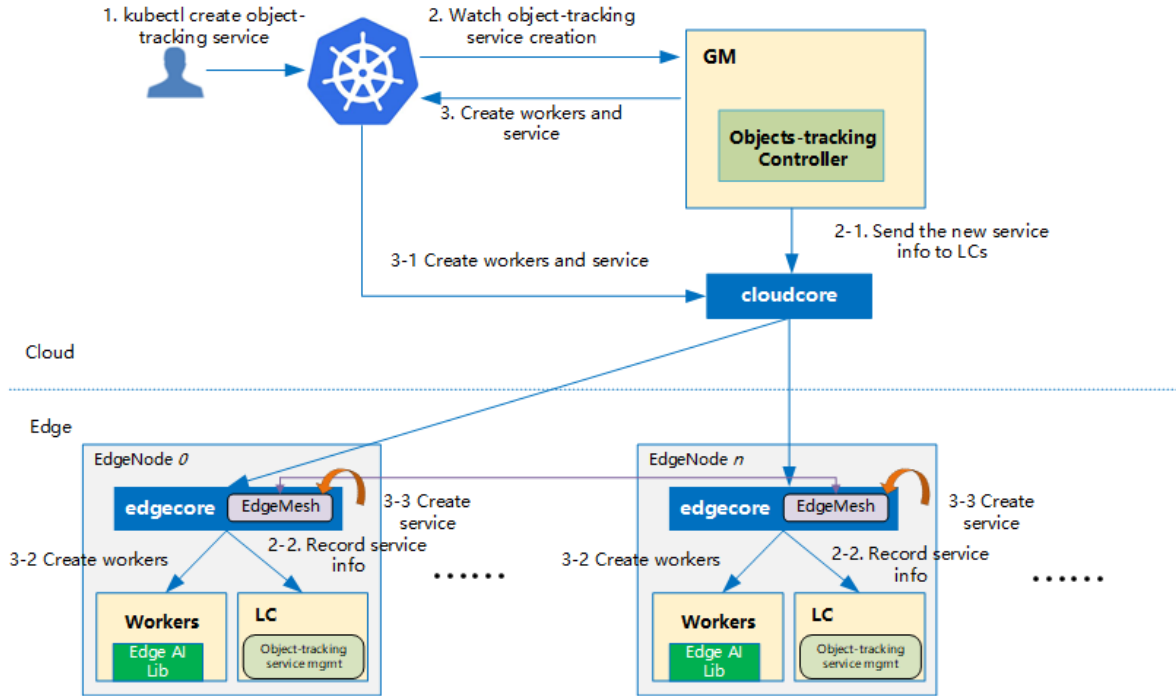 1. kubectl create object-
tracking service
2. Watch object-tracking
service creation
GM
3. Create workers and
service
Objects-tracking
Controller
2-1. Send the new service
info to LCs
3-1 Create workers and service
cloudcore
Cloud
Edge
EdgeNode 0
edgecore
EdgeMesh
3-3 Create
service
3-2 Create workers
2-2. Record service
info
Workers
Edge AI
Lib
LC
Object-tracking
service mgmt
......
EdgeNode n
edgecore
EdgeMesh
3-3 Create
service
3-2 Create workers
2-2. Record service
info
Workers
Edge AI
Lib
LC
Object-tracking
service mgmt
......